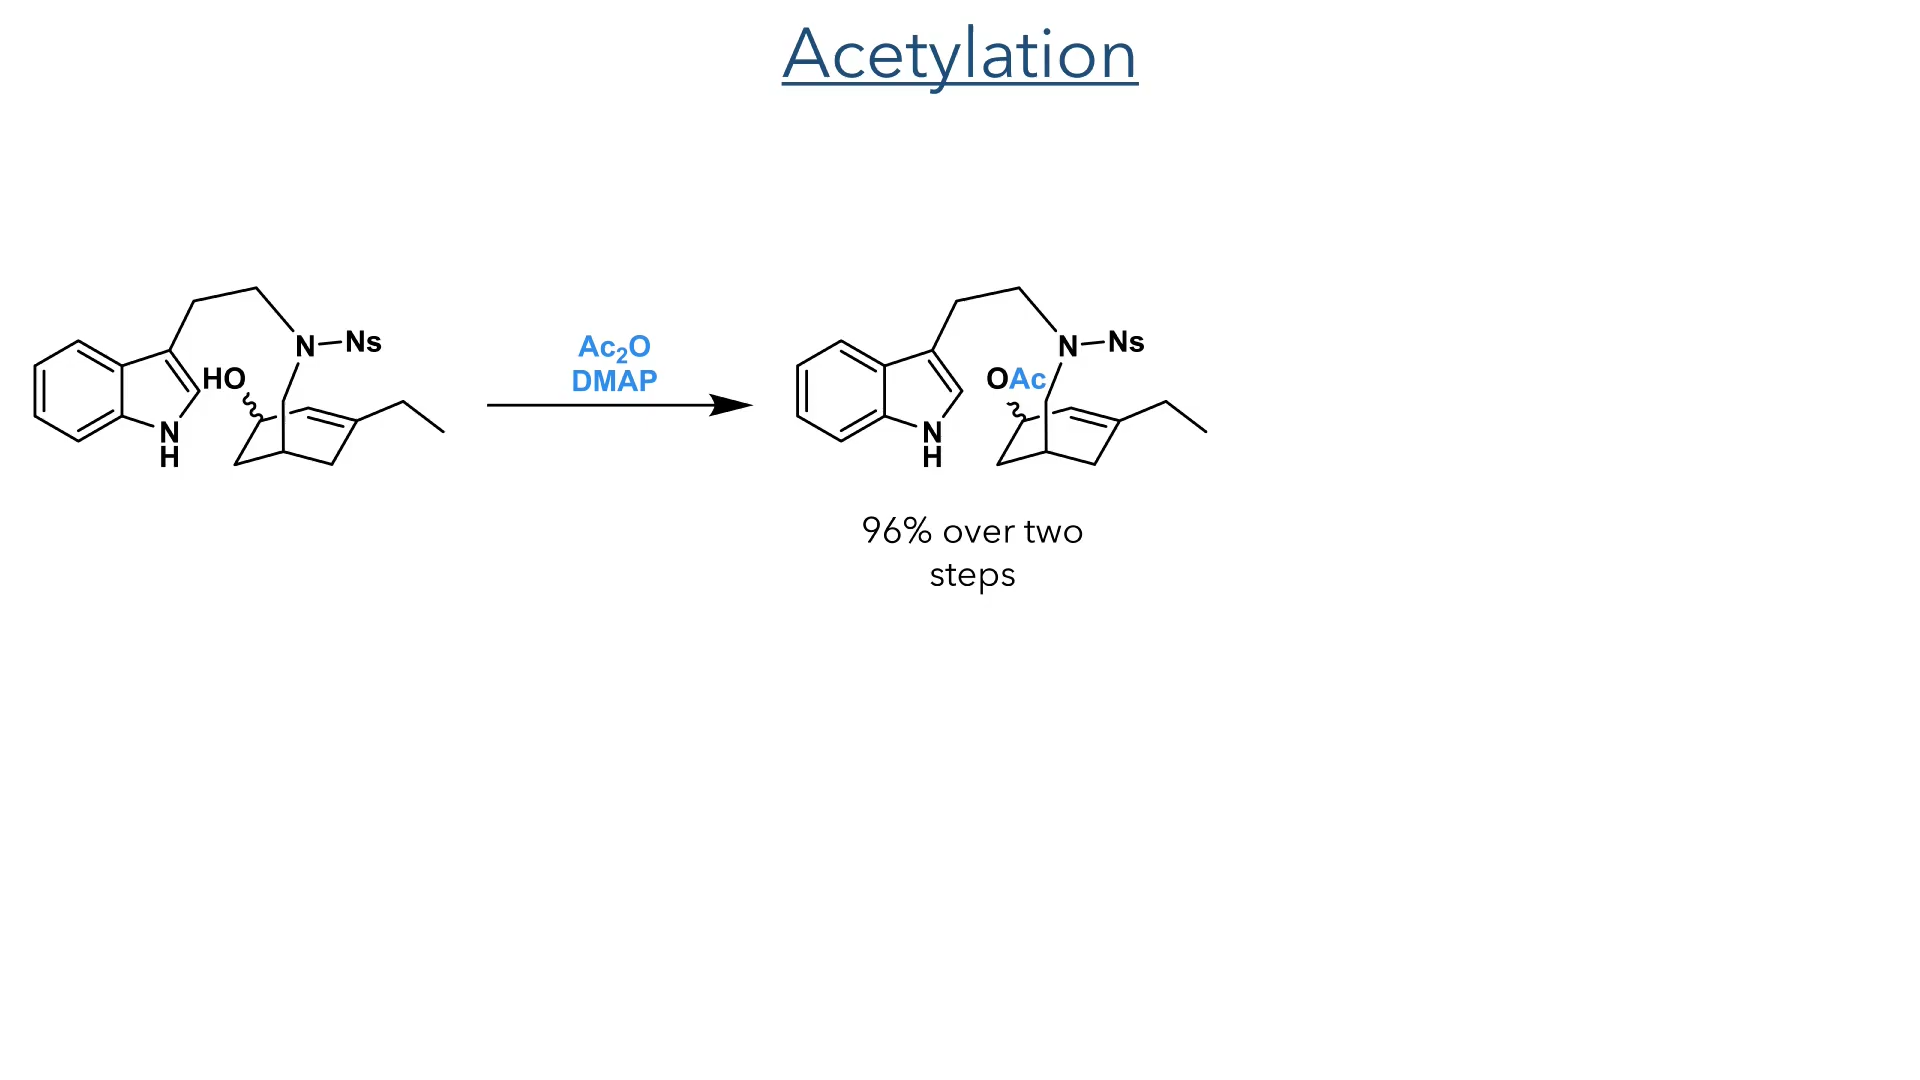 Acetylation
N
Ns
HO
N
H
Ac₂O
DMAP
N
Ns
OAc
N
H
96% over two
steps